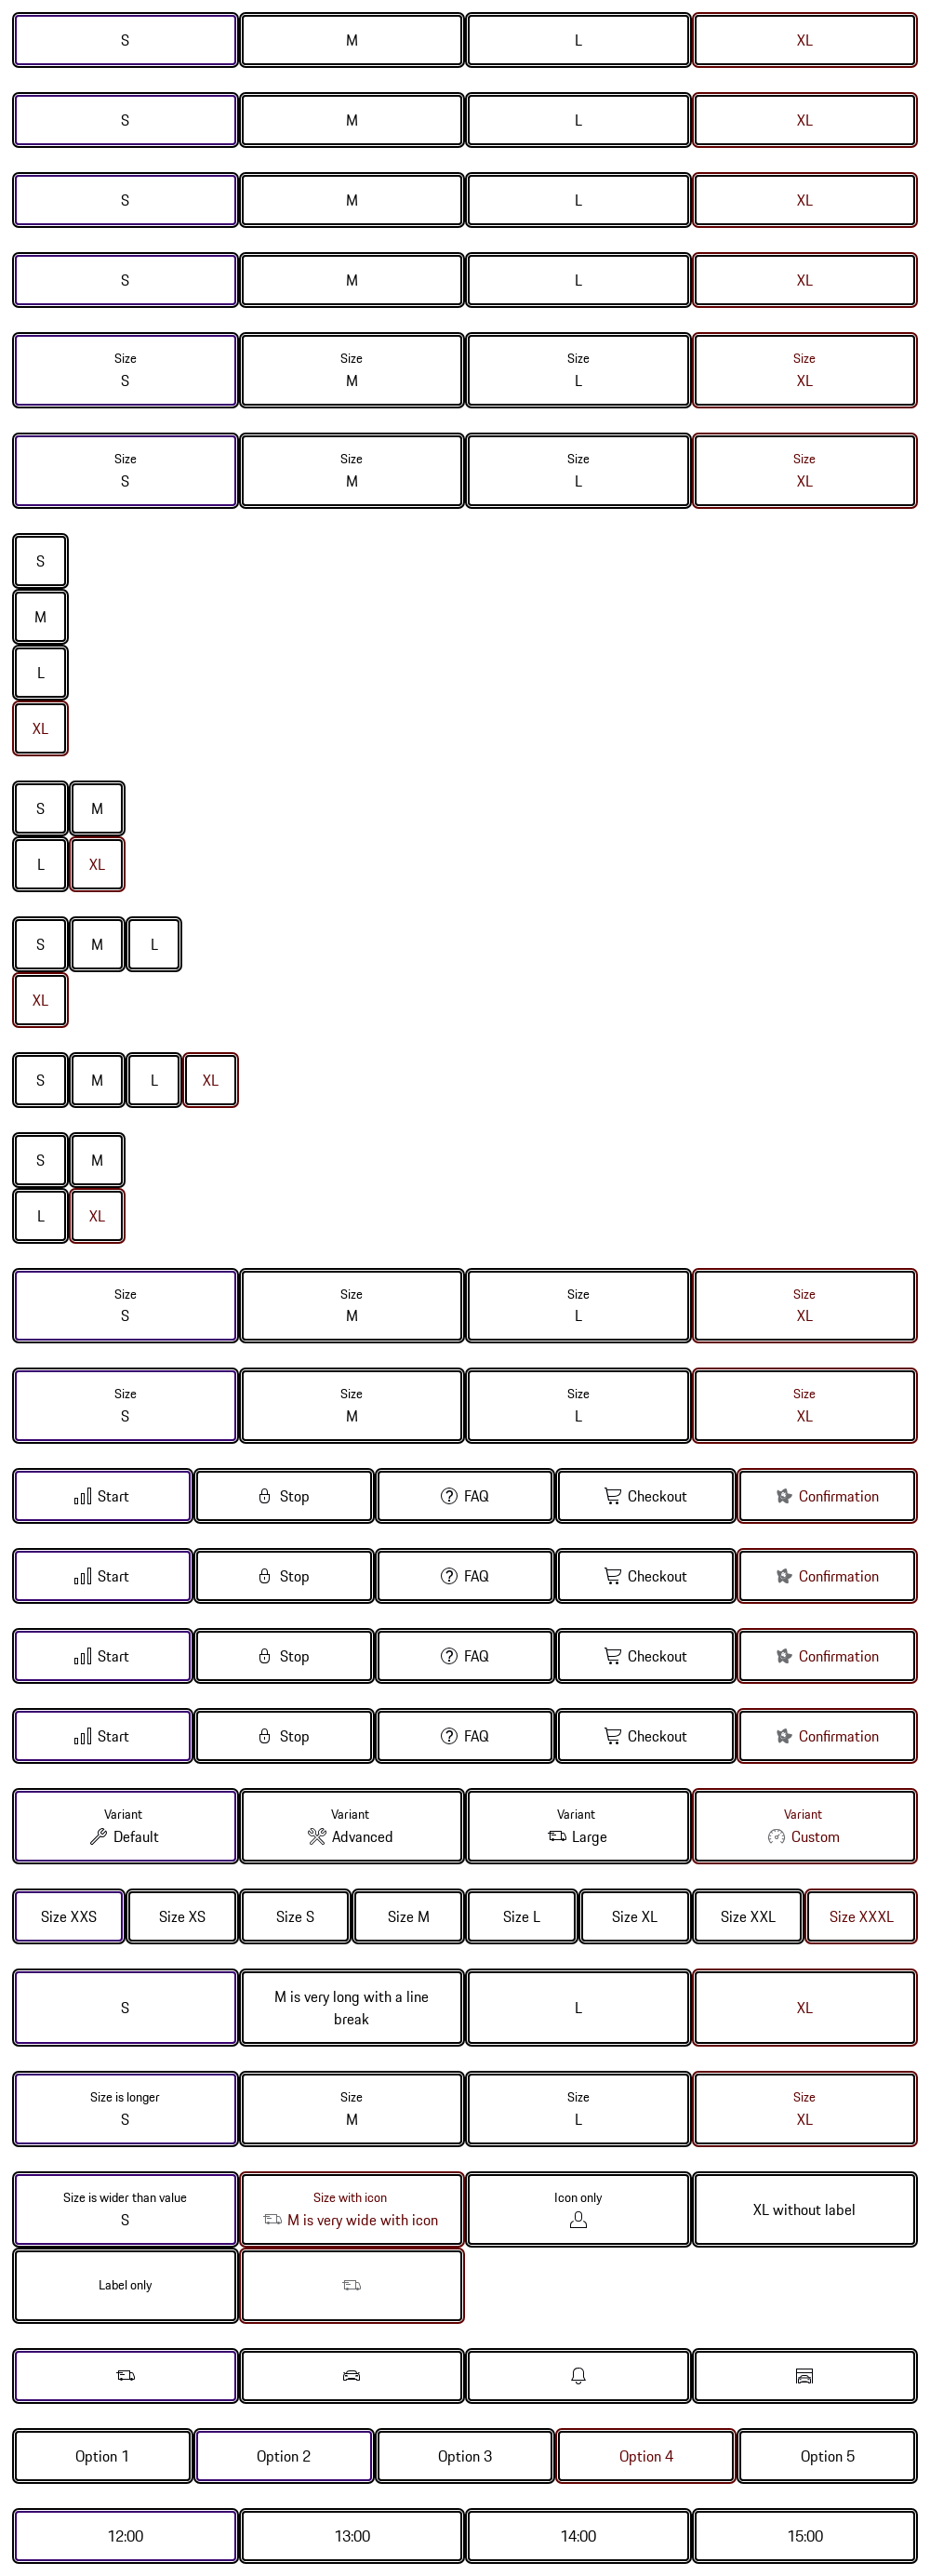 S M L XL
S M L XL
S M L XL
S M L XL
Size Size Size Size
S M L XL
Size Size Size Size
S M L XL
S
M
L
XL
S M
L XL
S M L
XL
S M L XL
S M
L XL
Size Size Size Size
S M L XL
Size Size Size Size
S M L XL
Start Stop FAQ Checkout Confirmation
Start Stop FAQ Checkout Confirmation
Start Stop FAQ Checkout Confirmation
Start Stop FAQ Checkout Confirmation
Variant Variant Variant Variant
Default Advanced Large Custom
Size XXS Size XS Size S Size M Size L Size XL Size XXL Size XXXL
S M is very long with a line break L XL
Size is longer Size Size Size
S M L XL
Size is wider than value Size with icon Icon only XL without label
S M is very wide with icon
Label only
Option 1 Option 2 Option 3 Option 4 Option 5
12:00 13:00 14:00 15:00